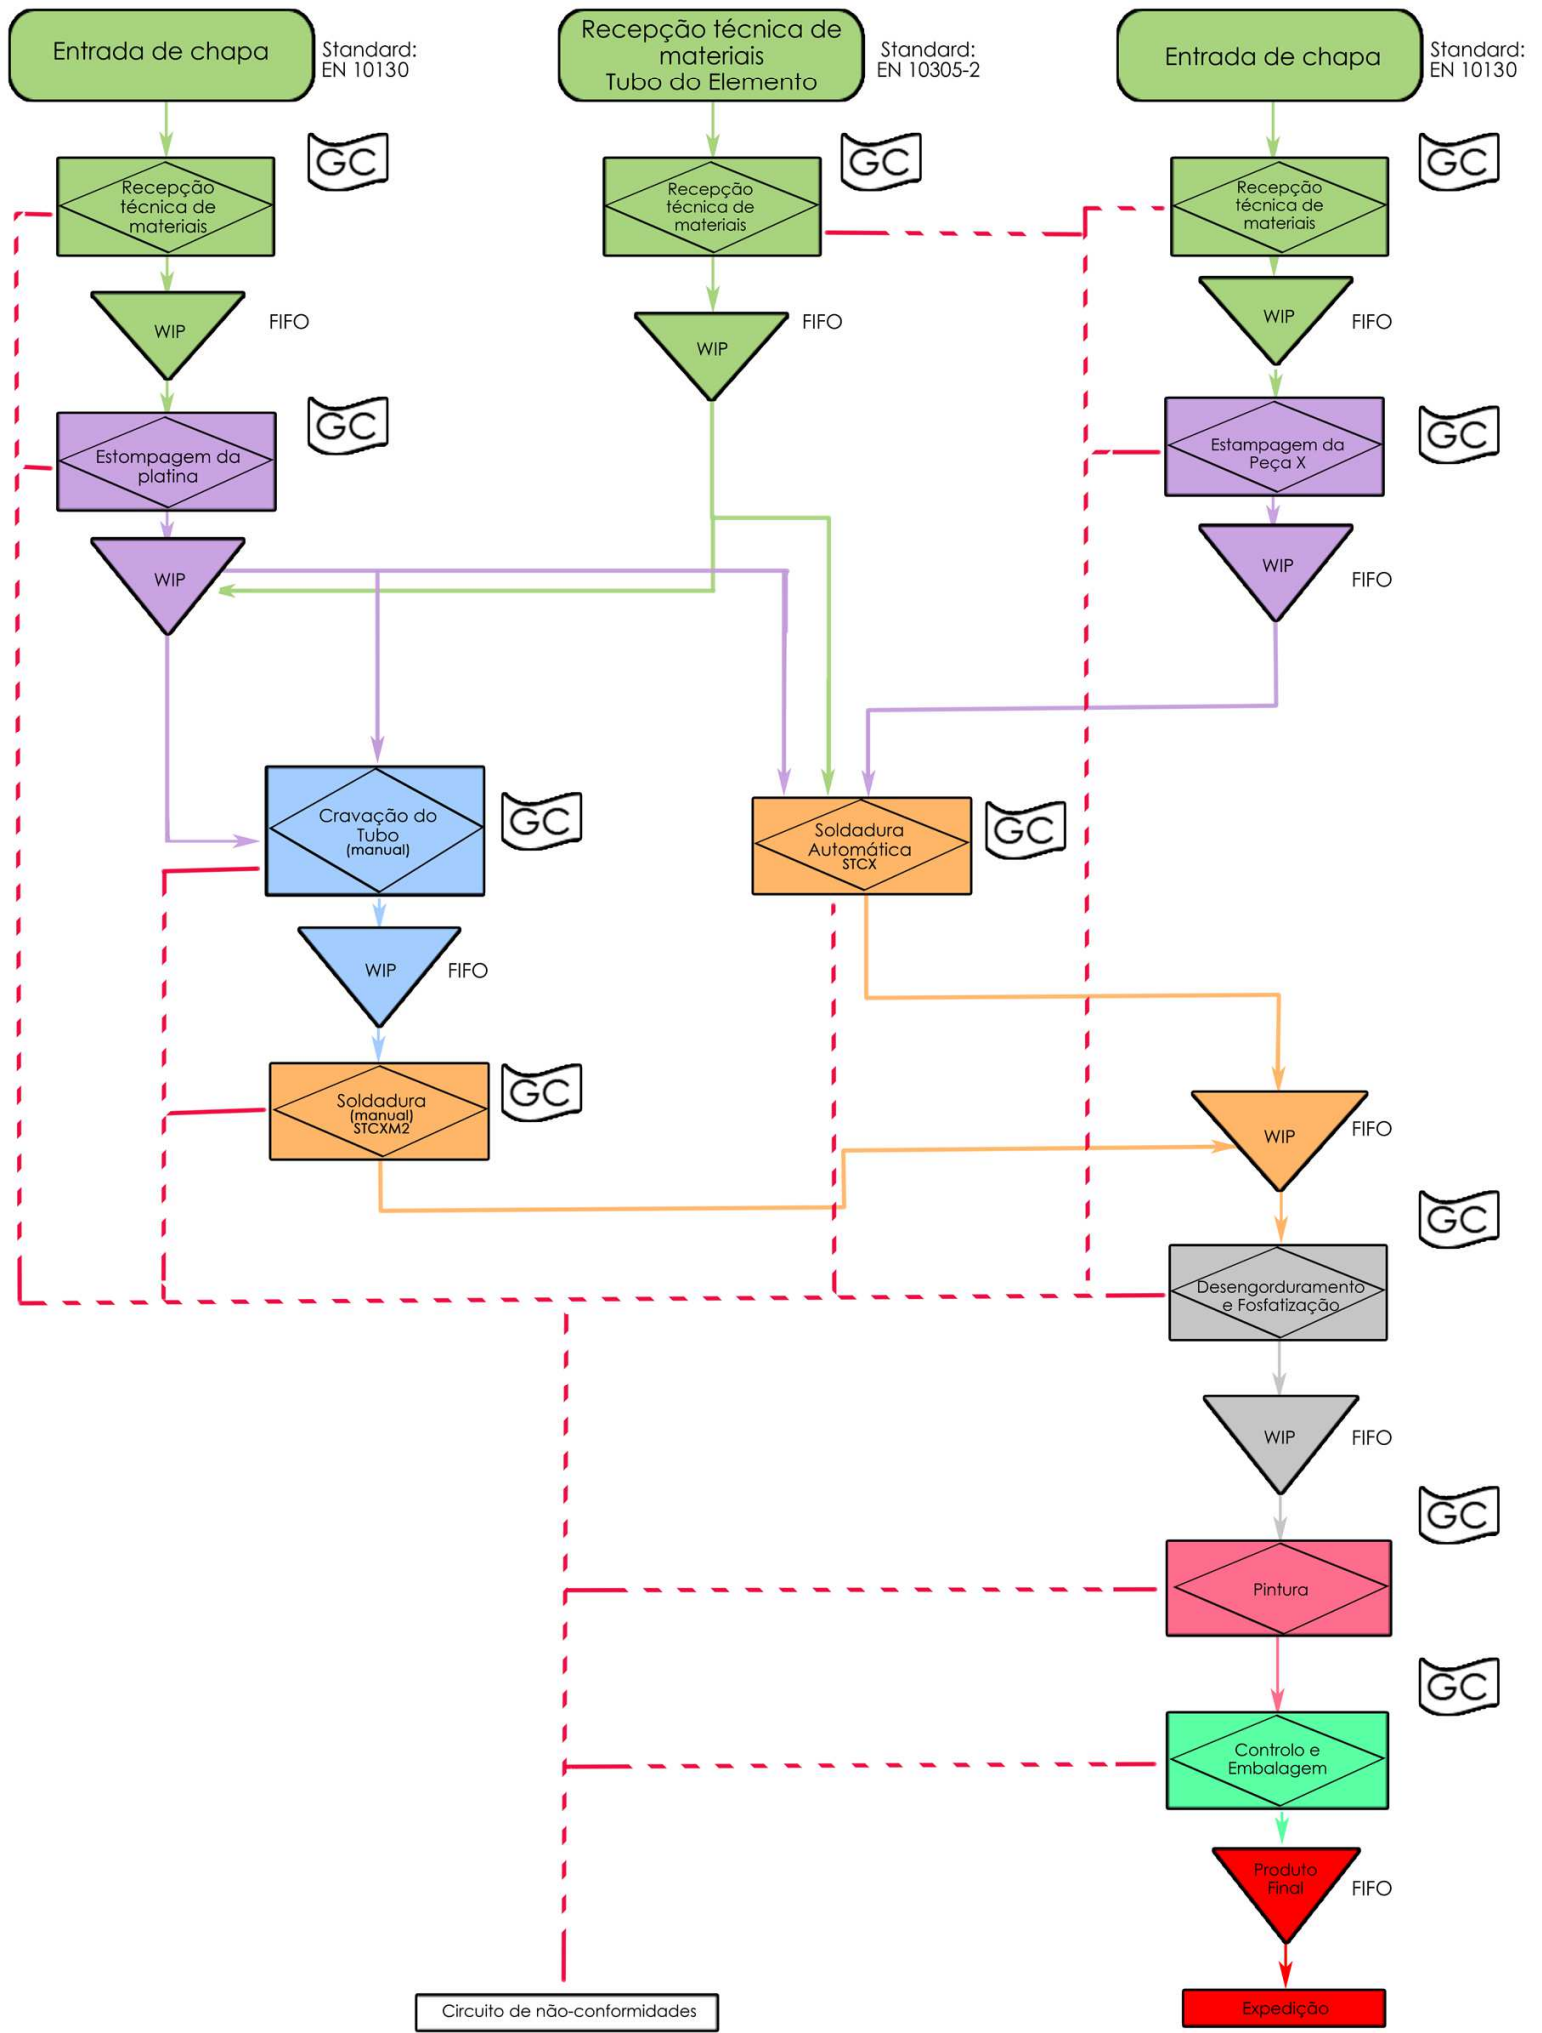 Entrada de chapa
Standard:
EN 10130
Recepção técnica de
materiais
Tubo do Elemento
Standard:
EN 10305-2
Entrada de chapa
Standard:
EN 10130
GC
GC
GC
Recepção
técnica de
materiais
Recepção
técnica de
materiais
Recepção
técnica de
materiais
WIP
FIFO
WIP
FIFO
WIP
FIFO
GC
GC
Estompagem da
platina
Estampagem da
Peça X
WIP
WIP
FIFO
Cravação do
Tubo
(manual)
GC
Soldadura
Automática
STCX
GC
WIP
FIFO
Soldadura
(manual)
STCXM2
GC
WIP
FIFO
GC
Desengorduramento
e Fosfatização
WIP
FIFO
GC
Pintura
GC
Controlo e
Embalagem
Produto
Final
FIFO
Circuito de não-conformidades
Expedição